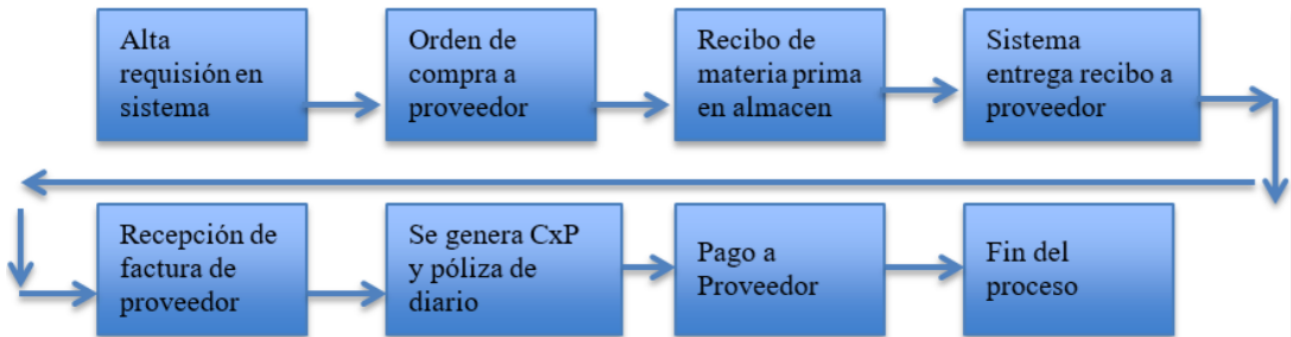 Alta
requisión en
sistema
Orden de
compra a
proveedor
Recibo de
materia prima
en almacen
Sistema
entrega recibo a
proveedor
Recepción de
factura de
proveedor
Se genera CxP
y póliza de
diario
Pago a
Proveedor
Fin del
proceso